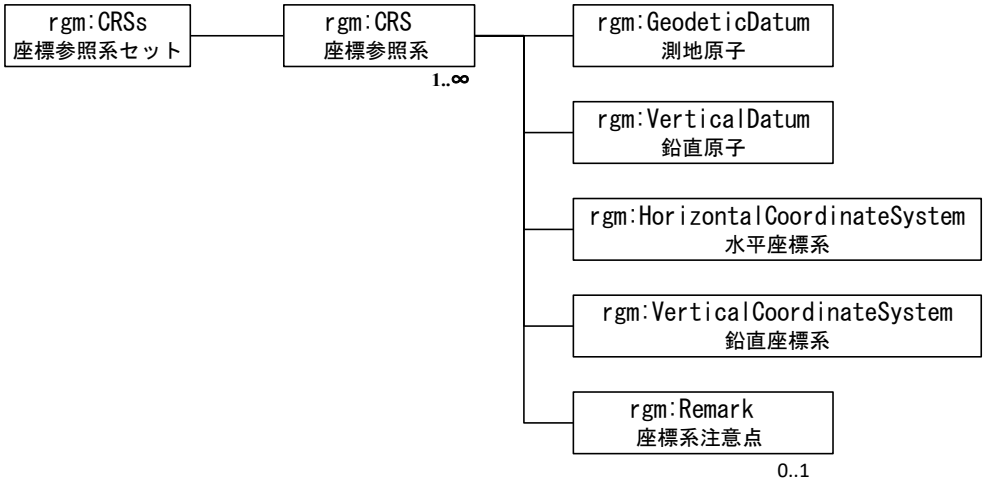 rgm:CRSs
座標参照系セット
rgm:CRS
座標参照系
1..∞
rgm:GeodeticDatum
測地原子
rgm:VerticalDatum
鉛直原子
rgm:HorizontalCoordinateSystem
水平座標系
rgm:VerticalCoordinateSystem
鉛直座標系
rgm:Remark
座標系注意点
0..1